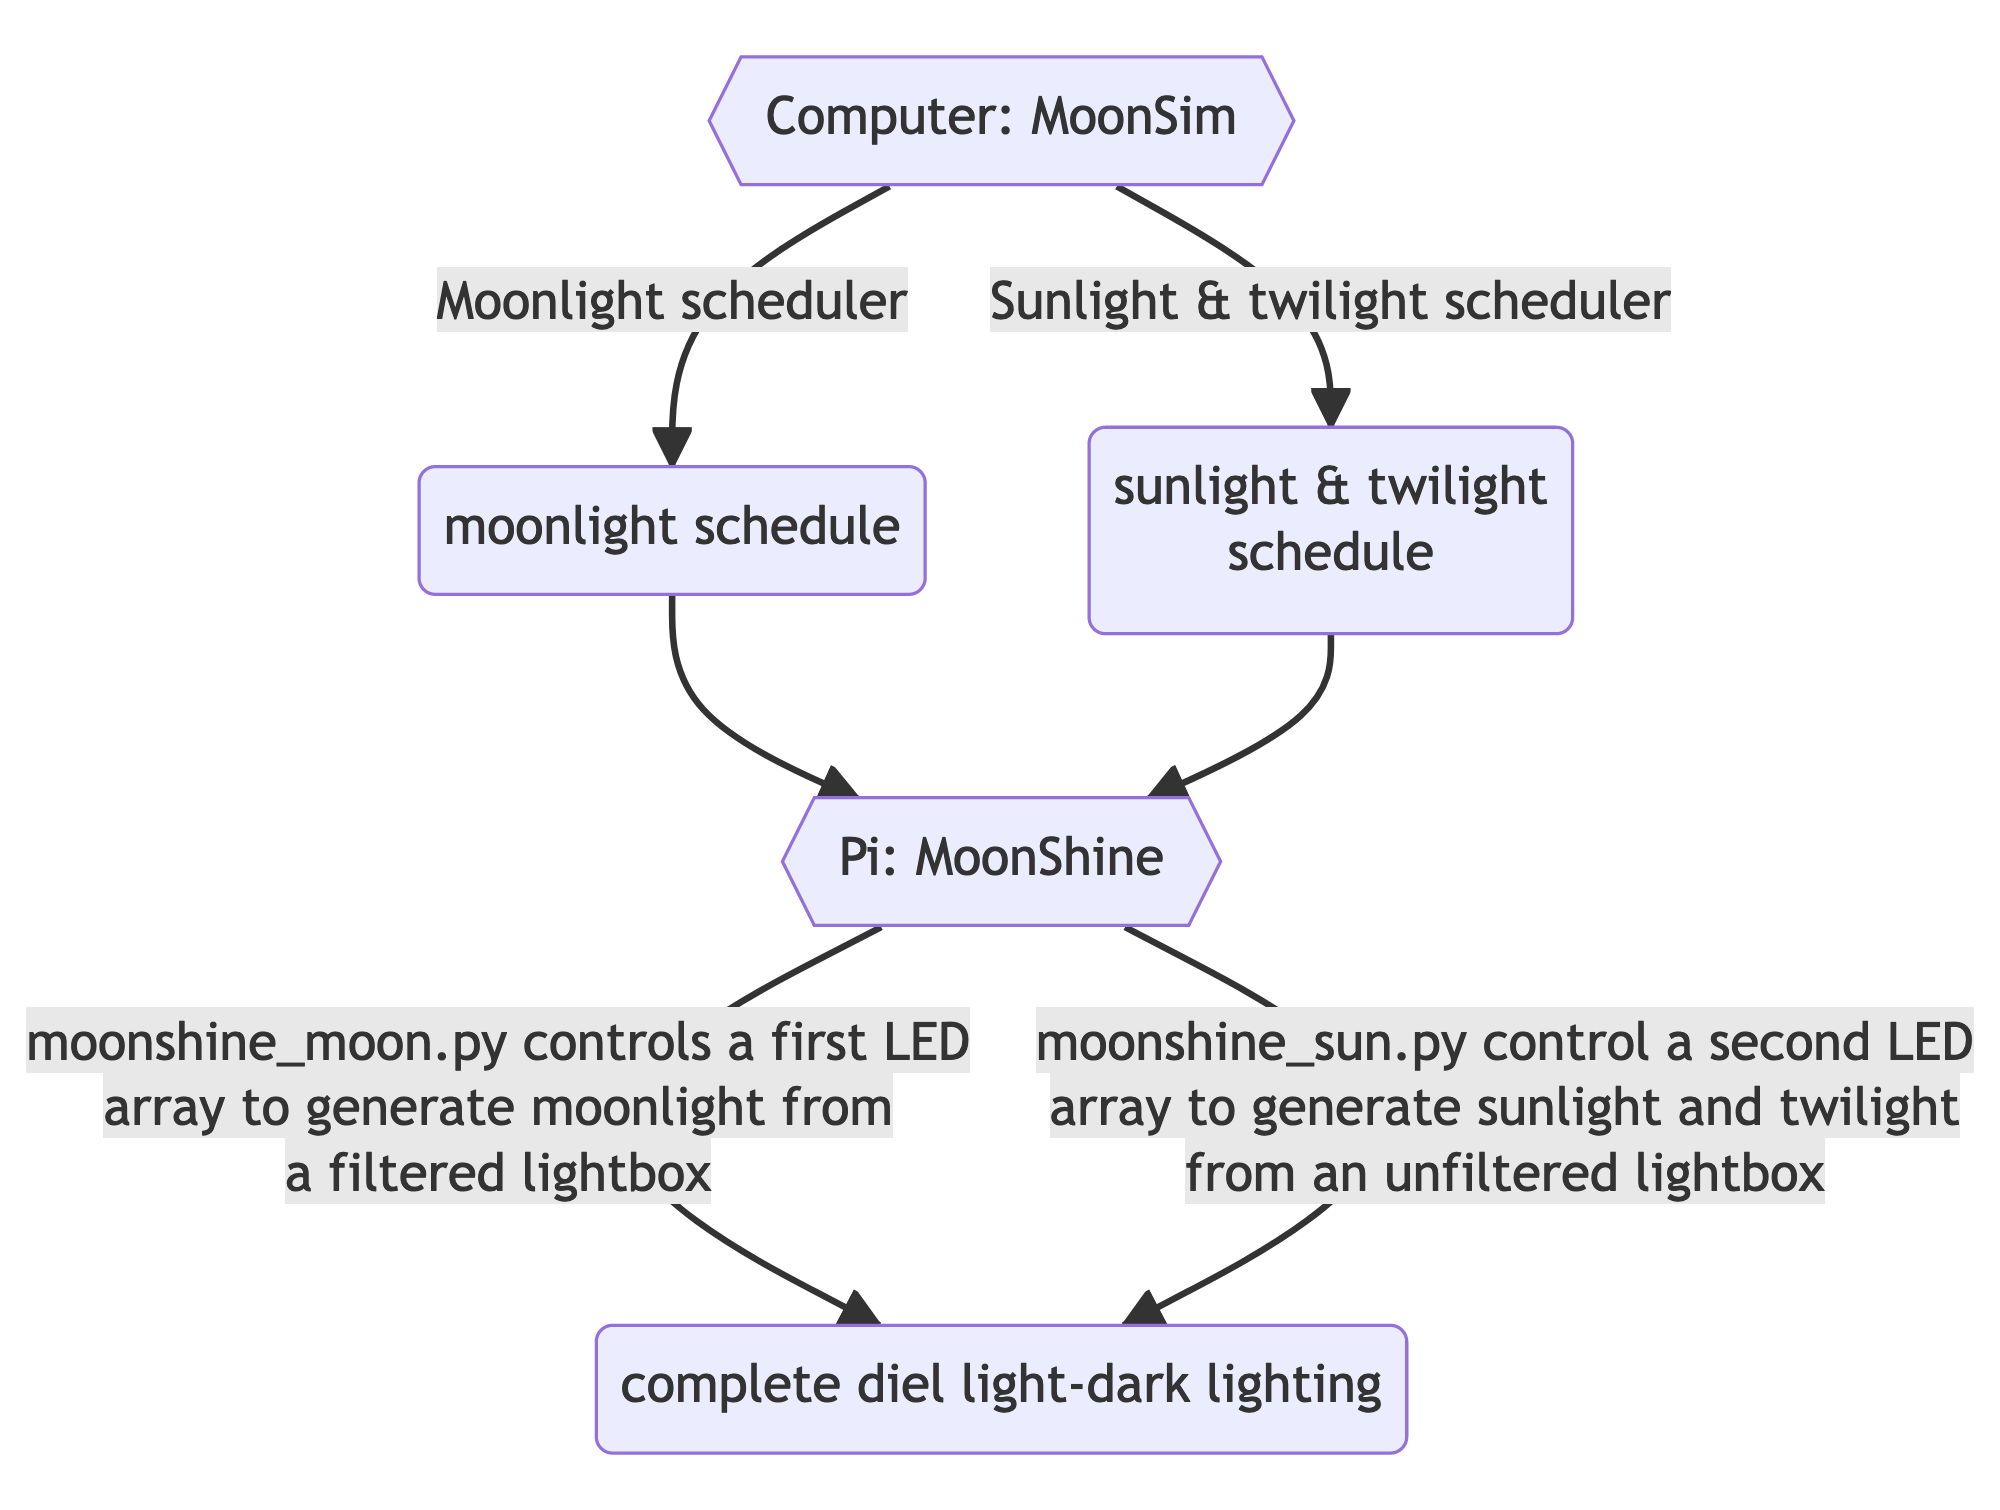 Computer: MoonSim
Moonlight scheduler
Sunlight & twilight scheduler
moonlight schedule
sunlight & twilight
schedule
Pi: MoonShine
moonshine_moon.py controls a first LED
array to generate moonlight from
a filtered lightbox
moonshine_sun.py control a second LED
array to generate sunlight and twilight
from an unfiltered lightbox
complete diel light-dark lighting